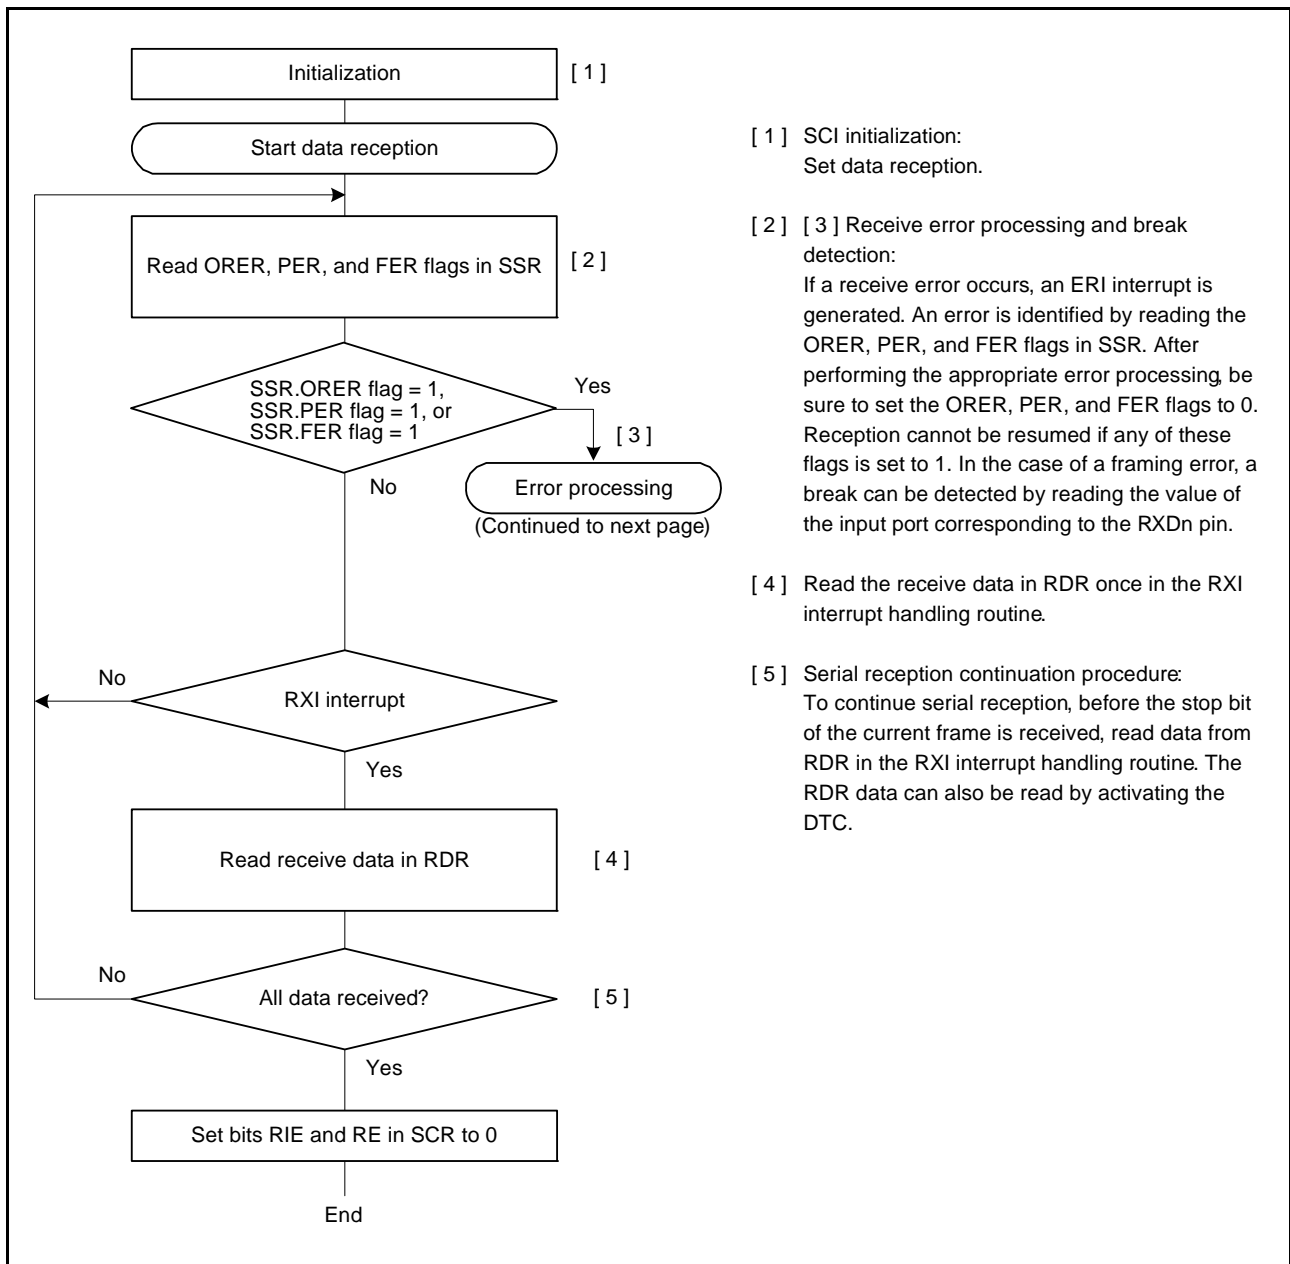 Initialization
[ 1 ]
Start data reception
Read ORER, PER, and FER flags in SSR
[ 2 ]
SSR.ORER flag = 1,
SSR.PER flag = 1, or
SSR.FER flag = 1
Yes
[ 3 ]
No
Error processing
(Continued to next page)
No
RXI interrupt
Yes
Read receive data in RDR
[ 4 ]
No
All data received?
[ 5 ]
Yes
Set bits RIE and RE in SCR to 0
End
[ 1 ] SCI initialization:
Set data reception.
[ 2 ] [ 3 ] Receive error processing and break
detection:
If a receive error occurs, an ERI interrupt is
generated. An error is identified by reading the
ORER, PER, and FER flags in SSR. After
performing the appropriate error processing, be
sure to set the ORER, PER, and FER flags to 0.
Reception cannot be resumed if any of these
flags is set to 1. In the case of a framing error, a
break can be detected by reading the value of
the input port corresponding to the RXDn pin.
[ 4 ] Read the receive data in RDR once in the RXI
interrupt handling routine.
[ 5 ] Serial reception continuation procedure:
To continue serial reception, before the stop bit
of the current frame is received, read data from
RDR in the RXI interrupt handling routine. The
RDR data can also be read by activating the
DTC.